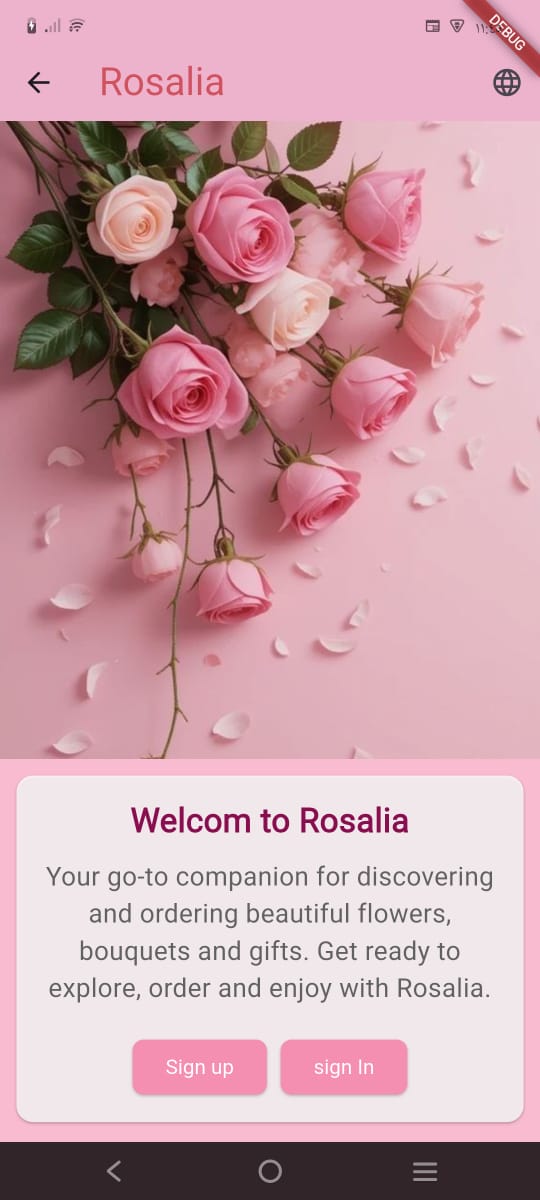 DEBUG
Rosalia
Welcom to Rosalia
Your go-to companion for discovering
and ordering beautiful flowers,
bouquets and gifts. Get ready to
explore, order and enjoy with Rosalia.
Sign up
sign In